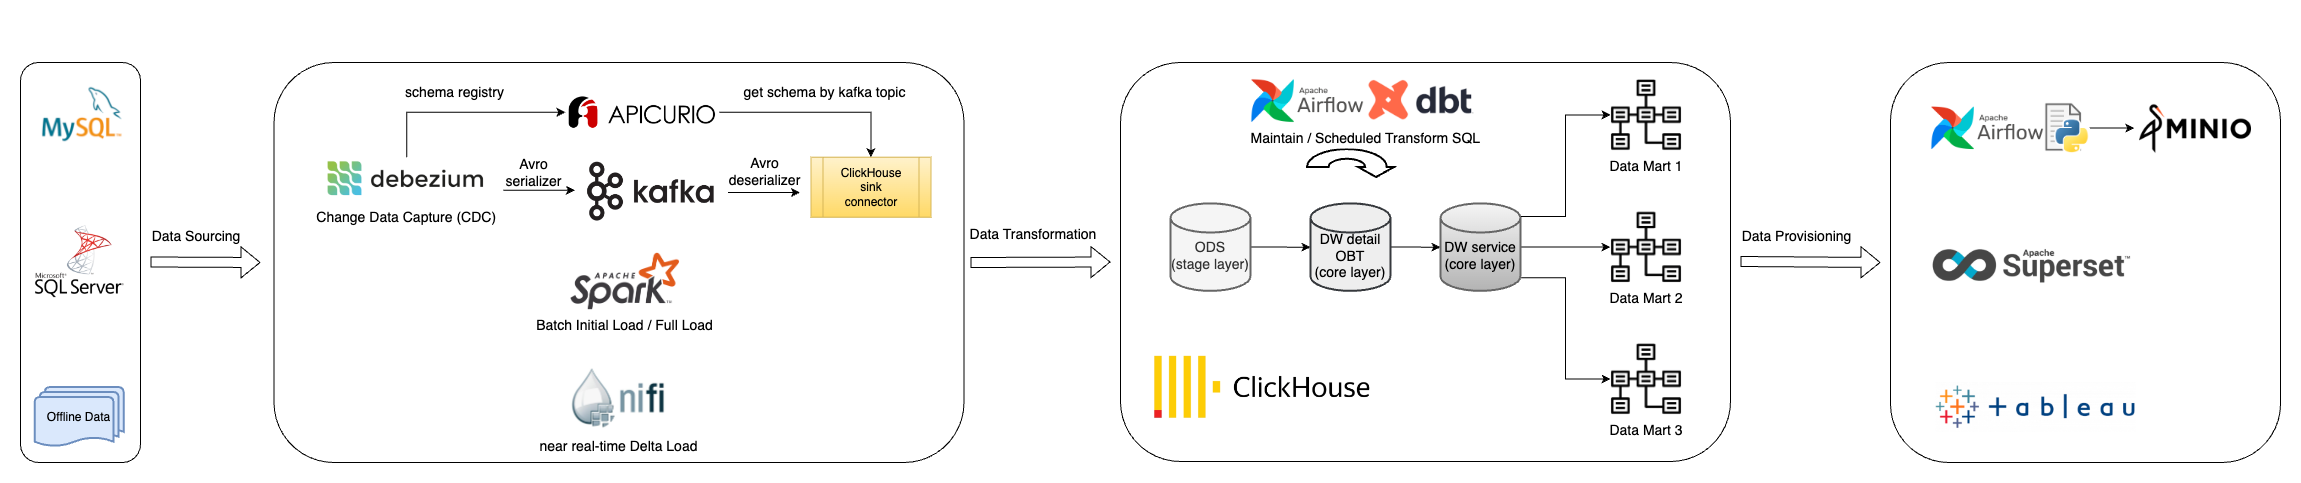 MySQL
Microsoft
SQL Server
Offline Data
Data Sourcing
schema registry
APICURIO
get schema by kafka topic
debezium
Change Data Capture (CDC)
Avro
serializer
kafka
Avro
deserializer
ClickHouse
sink
connector
APACHE
Spark
Batch Initial Load / Full Load
nifi
near real-time Delta Load
Data Transformation
Apache
Airflow
dbt
Maintain / Scheduled Transform SQL
ODS
(stage layer)
DW detail
OBT
(core layer)
DW service
(core layer)
Data Mart 1
Data Mart 2
Data Mart 3
ClickHouse
Data Provisioning
Apache
Airflow
MINIO
Apache
Superset
+ableau